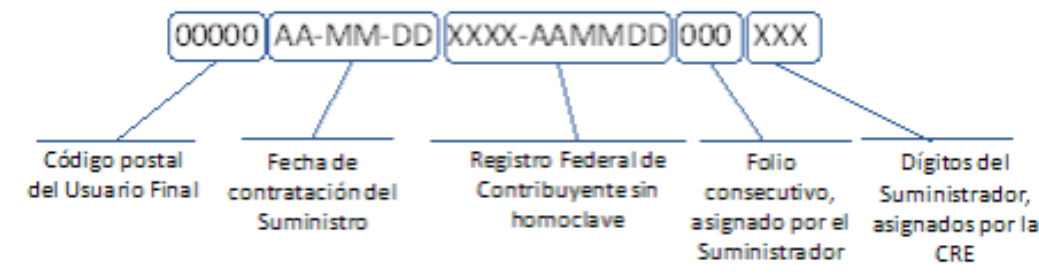 00000 AA-MM-DD XXXX-AAMMDD 000 XXX
Código postal
del Usuario Final
Fecha de
contratación del
Suministro
Registro Federal de
Contribuyente sin
homoclave
Folio
consecutivo,
asignado por el
Suministrador
Dígitos del
Suministrador,
asignados por la
CRE